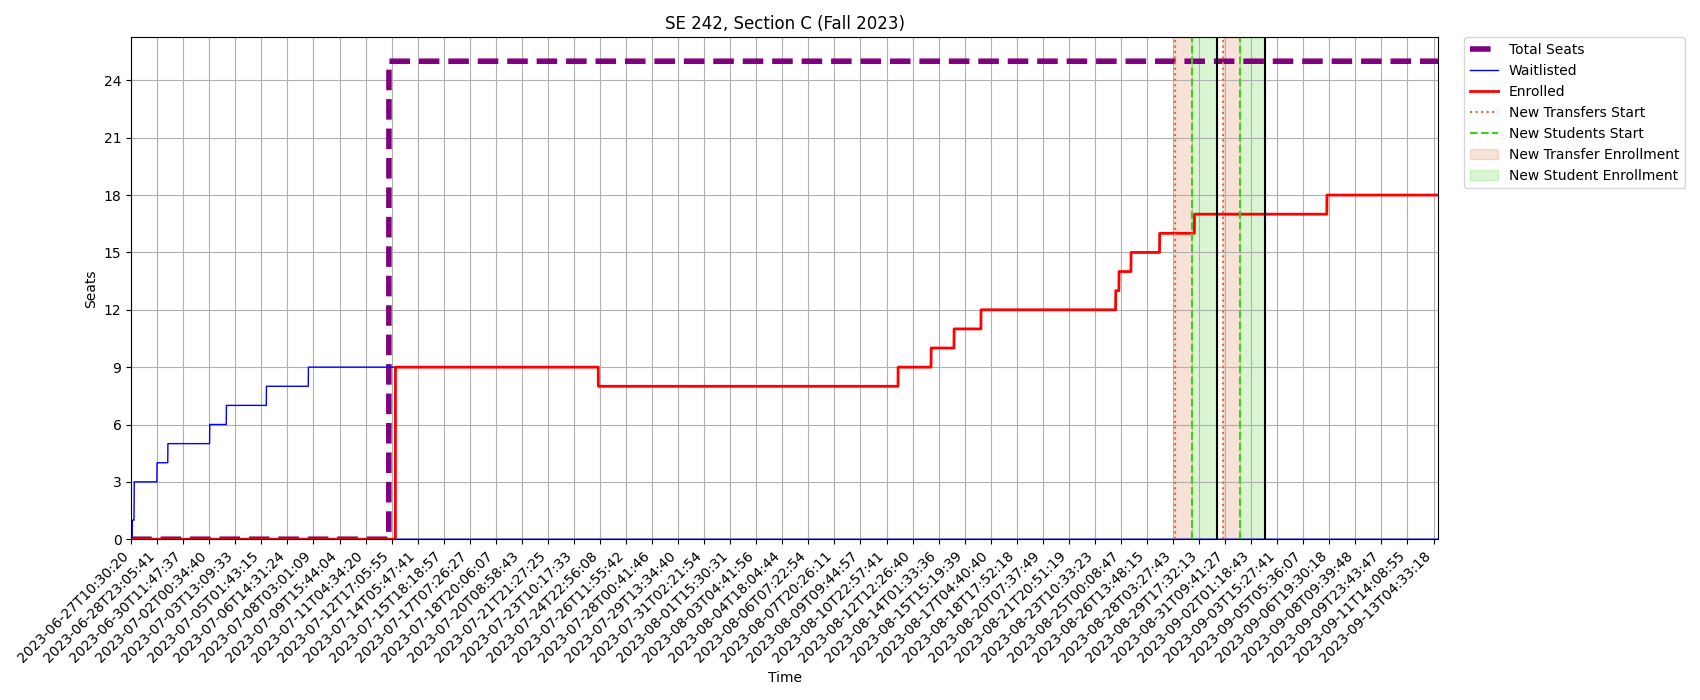 SE 242, Section C (Fall 2023)
Seats
24
21
18
15
12
9
6
3
0
2023-06-27T10:30:20
2023-06-28T23:05:41
2023-06-30T11:47:37
2023-07-02T00:34:40
2023-07-03T13:09:33
2023-07-05T01:43:15
2023-07-06T14:31:24
2023-07-08T03:01:09
2023-07-09T15:44:04
2023-07-11T04:34:20
2023-07-12T17:05:55
2023-07-14T05:47:41
2023-07-15T18:18:57
2023-07-17T07:26:27
2023-07-18T20:06:07
2023-07-20T08:58:43
2023-07-21T21:27:25
2023-07-23T10:17:33
2023-07-24T22:56:08
2023-07-26T11:55:42
2023-07-28T00:41:46
2023-07-29T13:34:40
2023-07-31T02:21:54
2023-08-01T15:30:31
2023-08-03T04:41:56
2023-08-04T18:04:44
2023-08-06T07:22:54
2023-08-07T20:26:11
2023-08-09T09:44:57
2023-08-10T22:57:41
2023-08-12T12:26:40
2023-08-14T01:33:36
2023-08-15T15:19:39
2023-08-17T04:40:40
2023-08-18T17:52:18
2023-08-20T07:37:49
2023-08-21T20:51:19
2023-08-23T10:33:23
2023-08-25T00:08:47
2023-08-26T13:48:15
2023-08-28T03:27:43
2023-08-29T17:32:13
2023-08-31T09:41:27
2023-09-02T01:18:43
2023-09-03T15:27:41
2023-09-05T05:36:07
2023-09-06T19:30:18
2023-09-08T09:39:48
2023-09-09T23:43:47
2023-09-11T14:08:55
2023-09-13T04:33:18
Time
Total Seats
Waitlisted
Enrolled
New Transfers Start
New Students Start
New Transfer Enrollment
New Student Enrollment